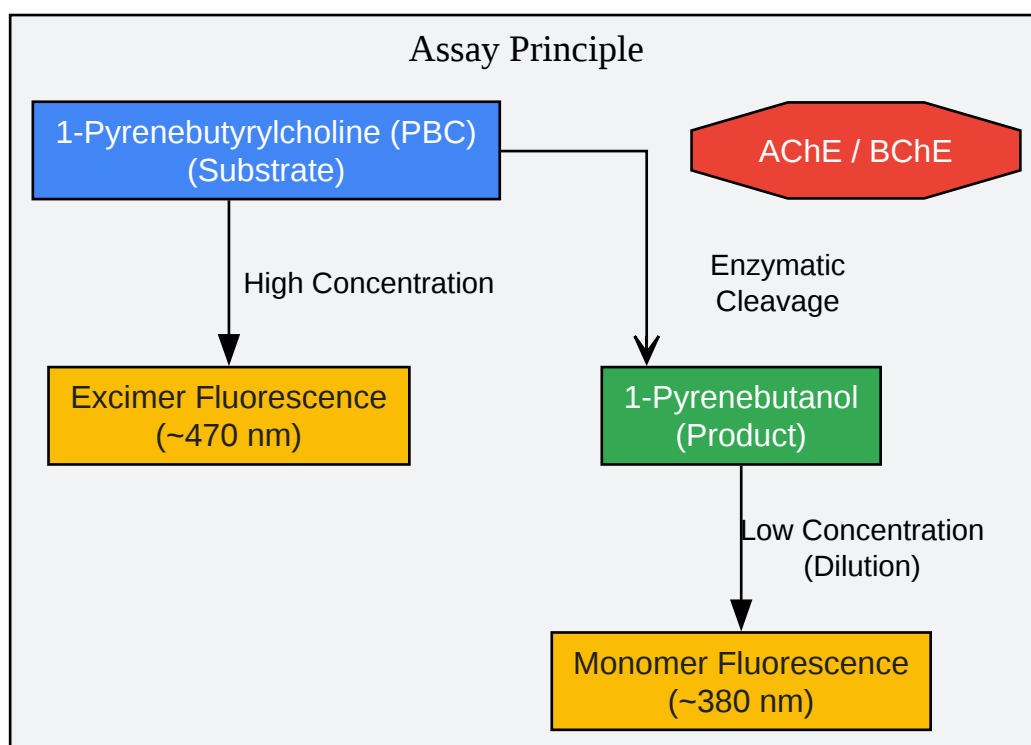 Assay Principle
1-Pyrenebutyrylcholine (PBC)
(Substrate)
AChE / BChE
High Concentration
Enzymatic
Cleavage
Excimer Fluorescence
(~470 nm)
1-Pyrenebutanol
(Product)
Low Concentration
(Dilution)
Monomer Fluorescence
(~380 nm)